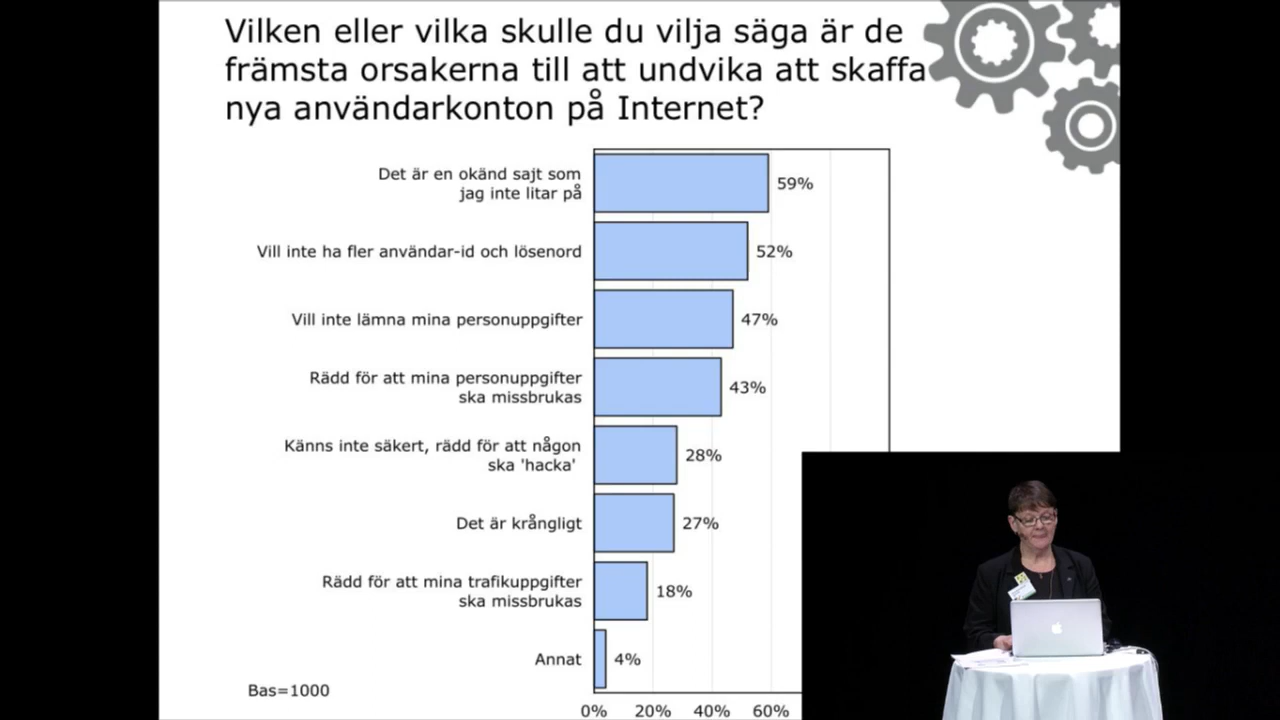 Vilken eller vilka skulle du vilja säga är de
främsta orsakerna till att undvika att skaffa
nya användarkonton på Internet?
Det är en okänd sajt som
jag inte litar på
59%
Vill inte ha fler användar-id och lösenord
52%
Vill inte lämna mina personuppgifter
47%
Rädd för att mina personuppgifter
ska missbrukas
43%
Känns inte säkert, rädd för att någon
ska 'hacka'
28%
Det är krångligt
27%
Rädd för att mina trafikuppgifter
ska missbrukas
18%
Annat
4%
Bas=1000
0% 20% 40% 60%